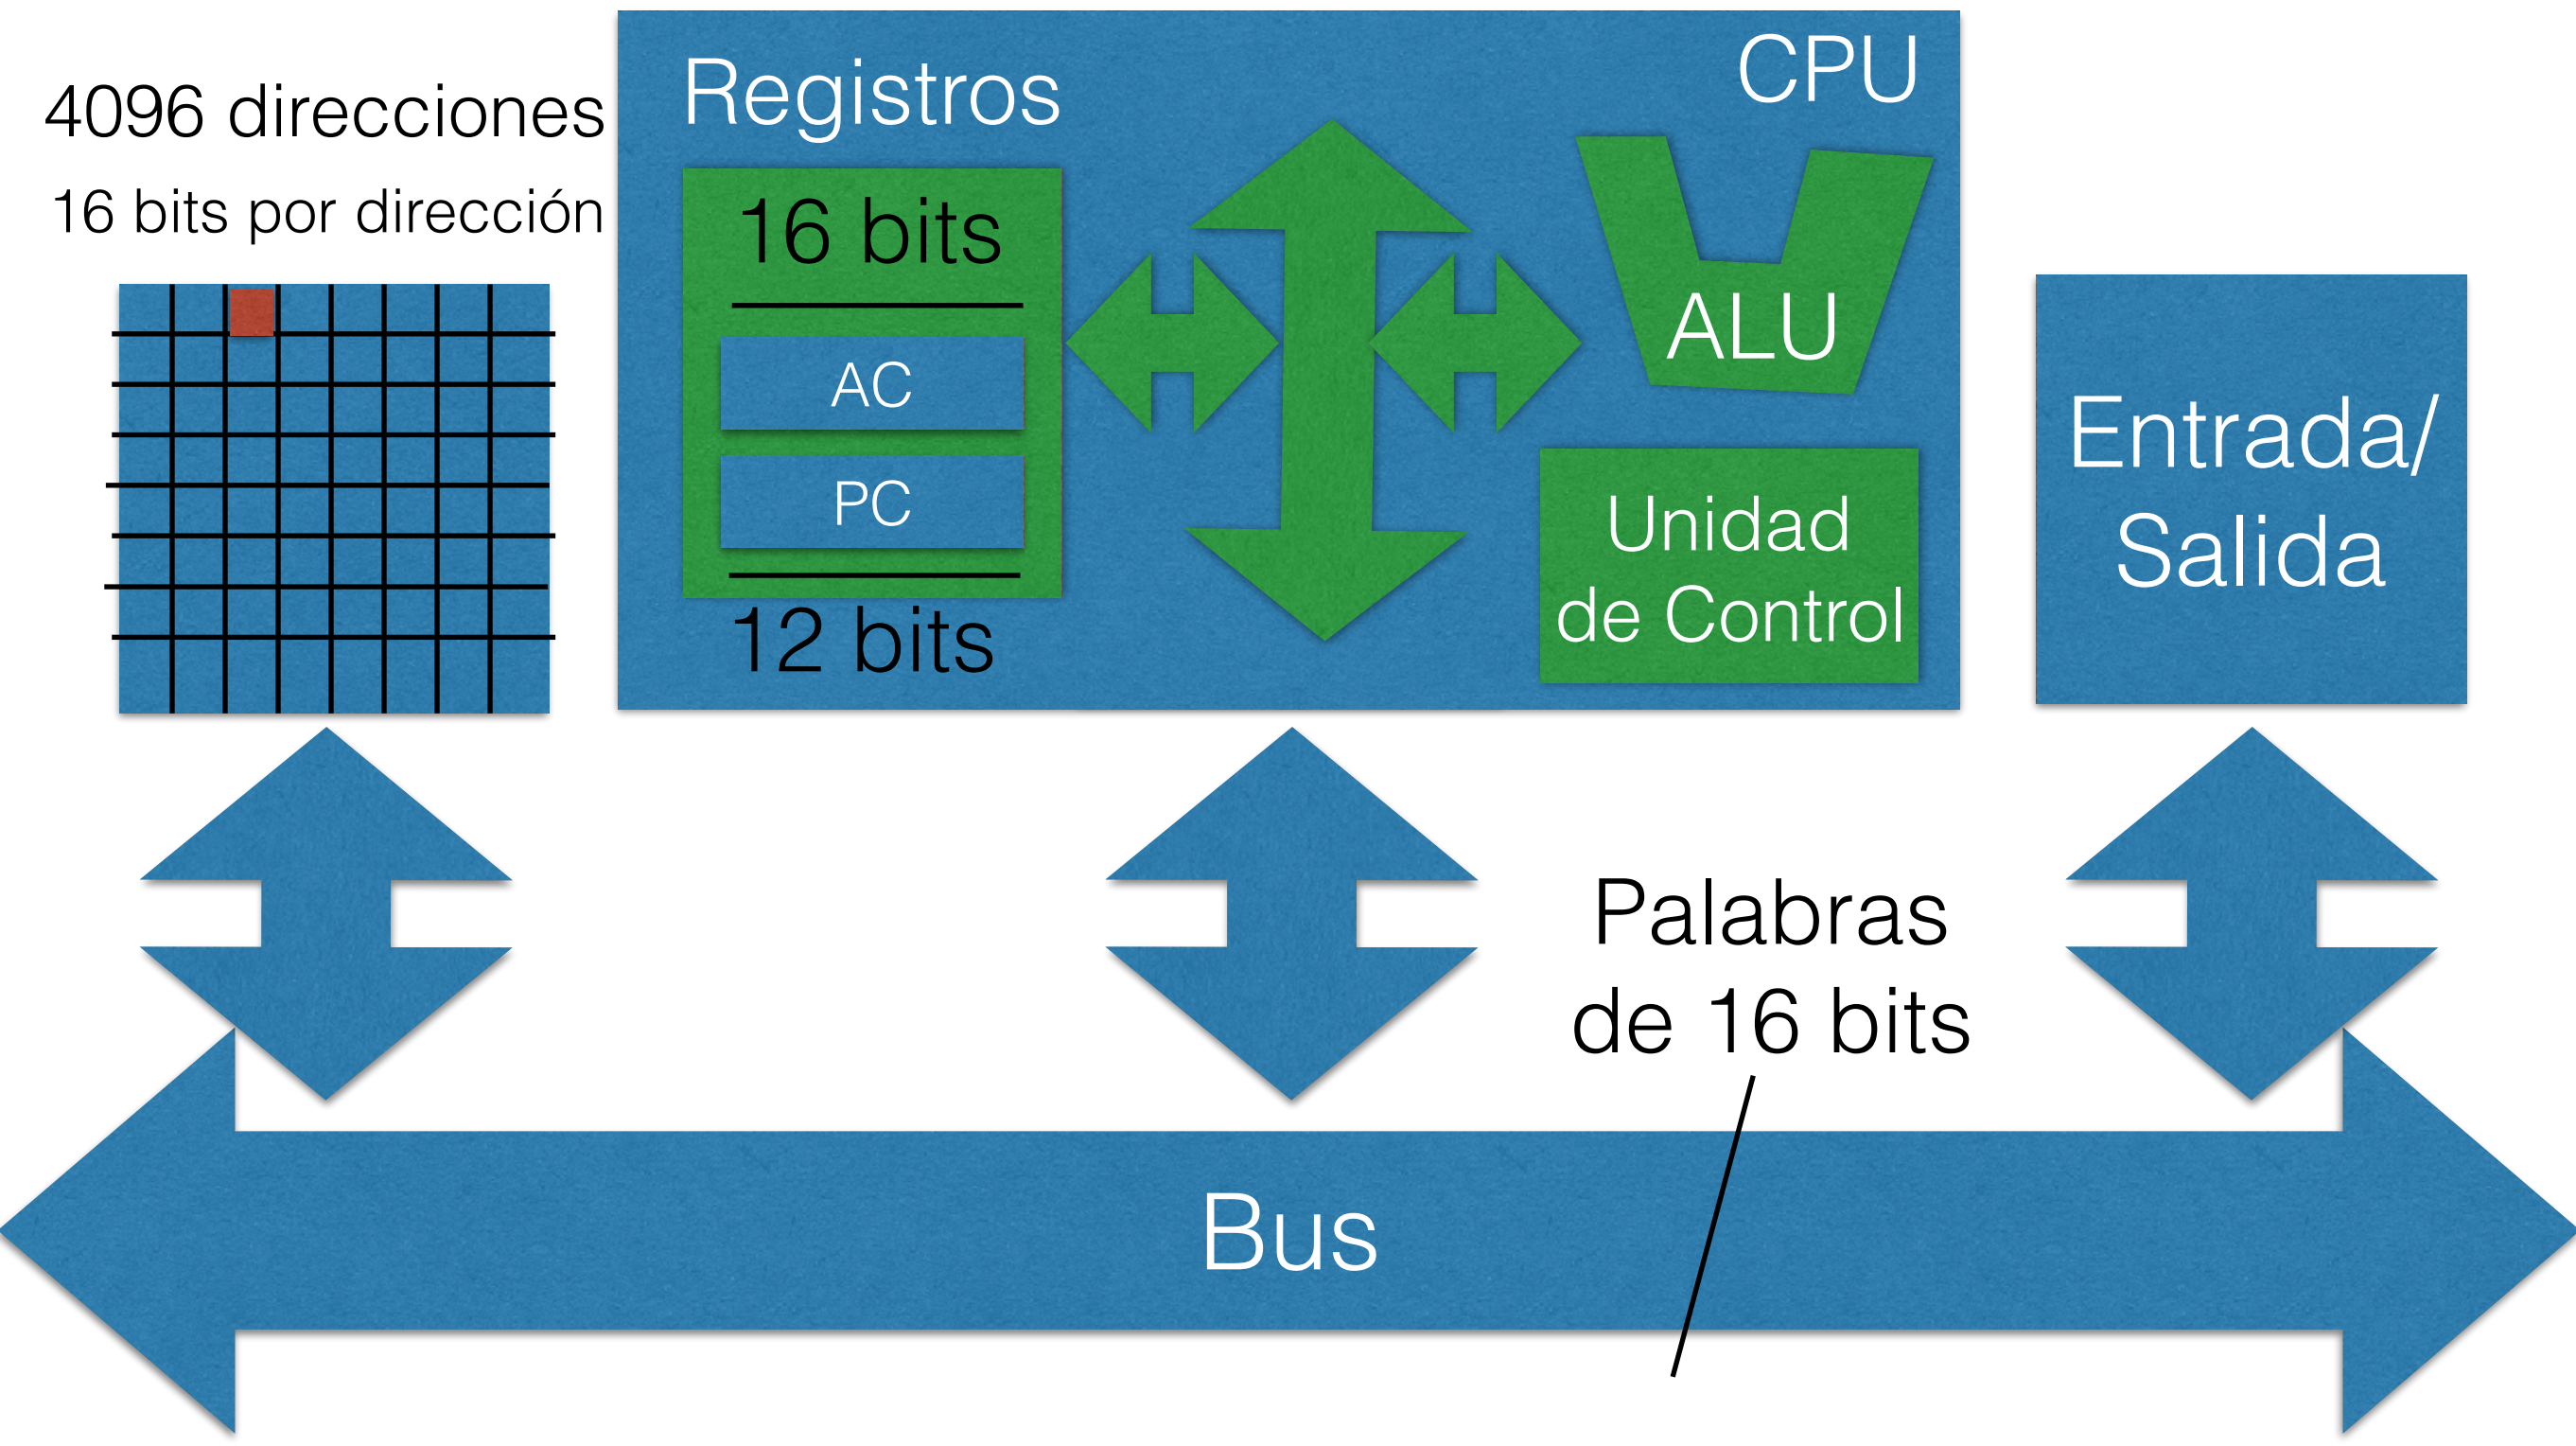 4096 direcciones
16 bits por dirección
Registros
16 bits
AC
PC
12 bits
CPU
ALU
Unidad
de Control
Entrada/
Salida
Palabras
de 16 bits
Bus